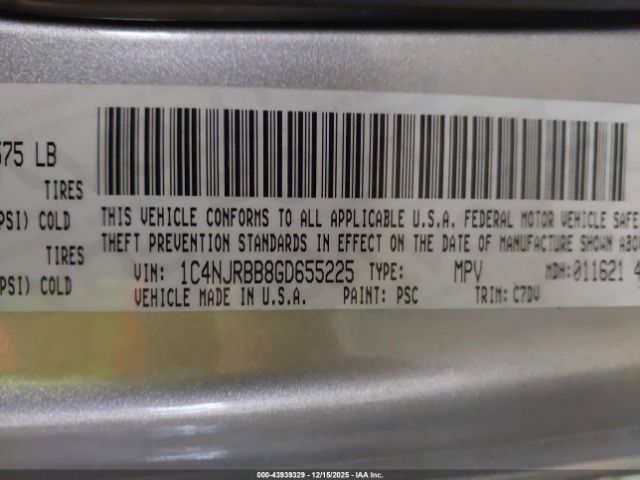 575 LB
TIRES
PSI) COLD
TIRES
PSI) COLD
THIS VEHICLE CONFORMS TO ALL APPLICABLE U.S.A. FEDERAL MOTOR VEHICLE SAFE
THEFT PREVENTION STANDARDS IN EFFECT ON THE DATE OF MANUFACTURE SHOWN ABO
VIN: 1C4NJRBB8GD655225 TYPE: MPV MDH: 011621 4
VEHICLE MADE IN U.S.A. PAINT: PSC TRIM: C7DV
000-43939329 - 12/15/2025 - IAA Inc.